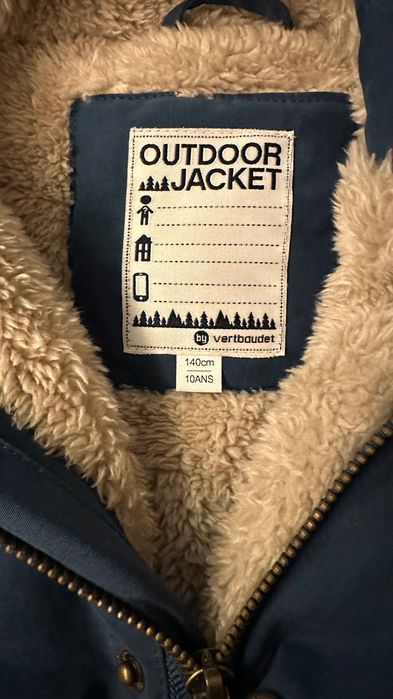 OUTDOOR
JACKET
by vertbaudet
140cm
10ANS